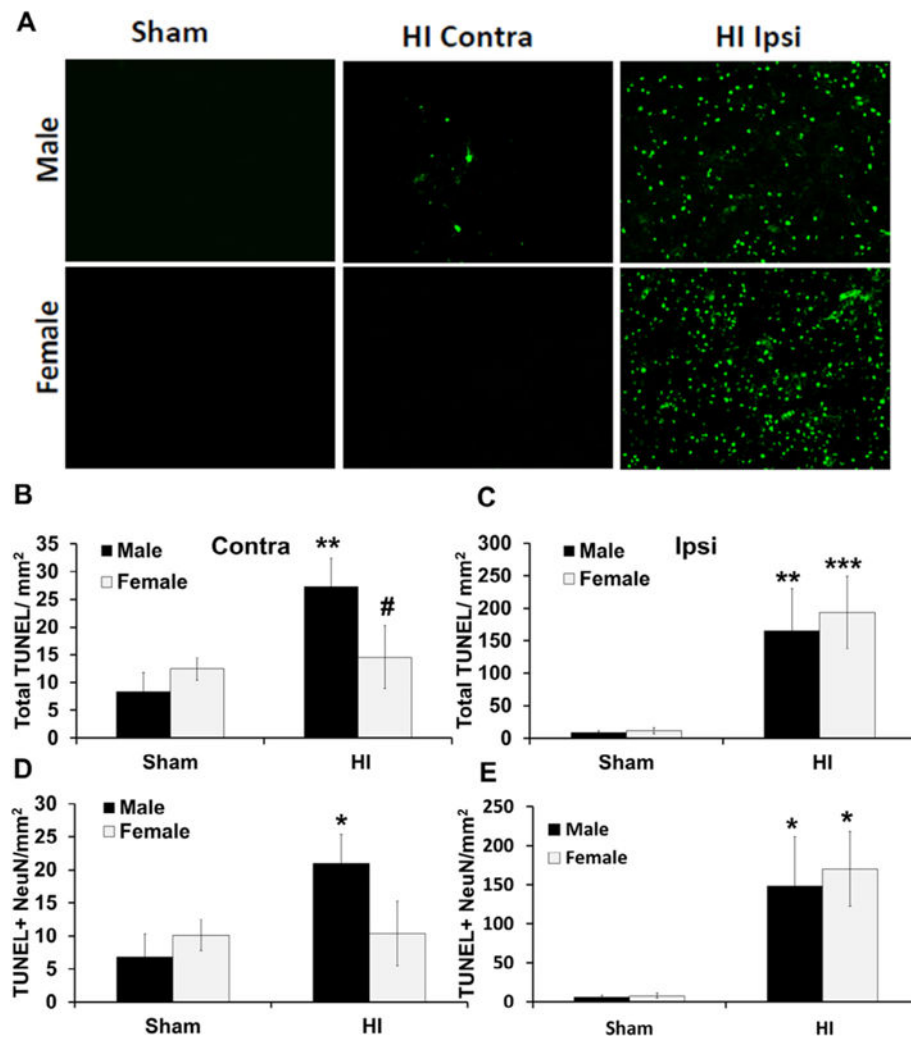 A
Sham
HI Contra
HI Ipsi
Male
Female
B
Contra
Male
Female
Total TUNEL/ mm²
35
30
25
20
15
10
5
0
**
#
Sham
HI
C
Ipsi
Male
Female
Total TUNEL/ mm²
300
250
200
150
100
50
0
**
***
Sham
HI
D
Male
Female
TUNEL+ NeuN/mm²
30
25
20
15
10
5
0
*
Sham
HI
E
Male
Female
TUNEL+ NeuN/mm²
250
200
150
100
50
0
*
*
Sham
HI